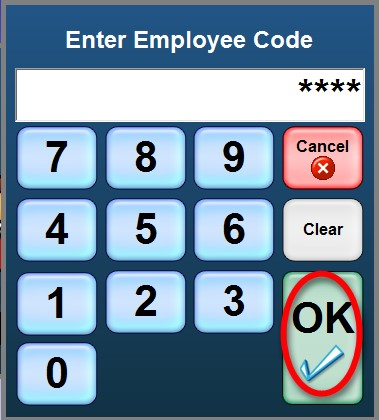 Enter Employee Code
****
7 8 9 Cancel
4 5 6 Clear
1 2 3 OK
0